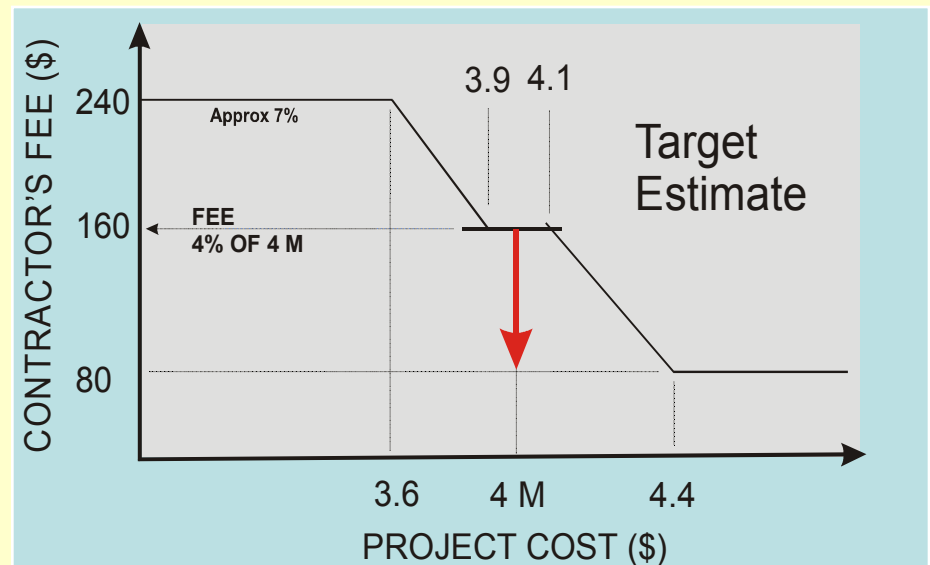 CONTRACTOR'S FEE ($)
240
160
80
Approx 7%
FEE
4% OF 4 M
3.9
4.1
Target
Estimate
3.6
4 M
4.4
PROJECT COST ($)